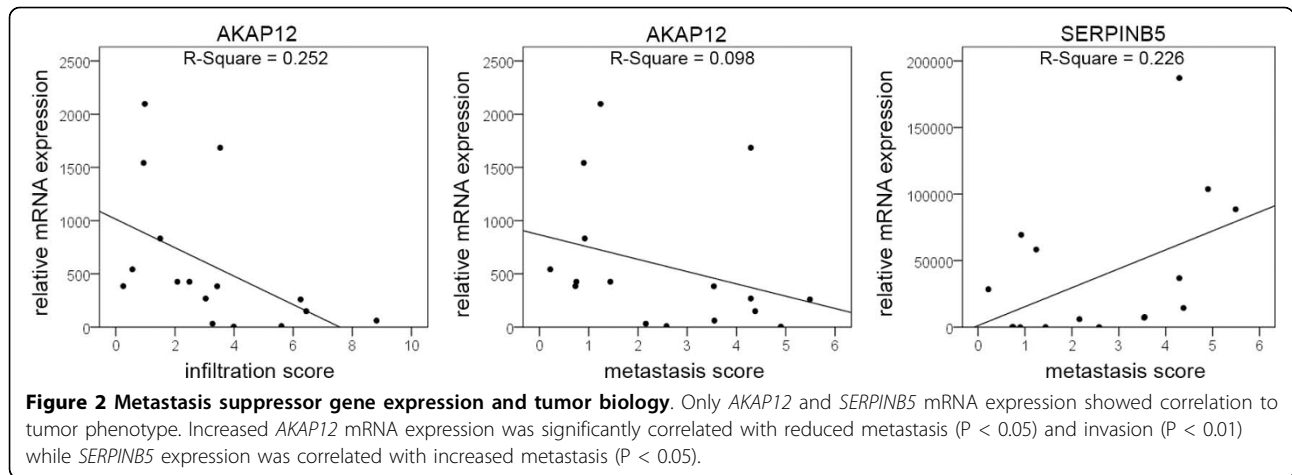 AKAP12
R-Square = 0.252
relative mRNA expression
2500
2000
1500
1000
500
0
0 2 4 6 8 10
infiltration score
AKAP12
R-Square = 0.098
relative mRNA expression
2500
2000
1500
1000
500
0
0 1 2 3 4 5 6
metastasis score
SERPINB5
R-Square = 0.226
relative mRNA expression
200000
150000
100000
50000
0
0 1 2 3 4 5 6
metastasis score
Figure 2 Metastasis suppressor gene expression and tumor biology. Only AKAP12 and SERPINB5 mRNA expression showed correlation to
tumor phenotype. Increased AKAP12 mRNA expression was significantly correlated with reduced metastasis (P < 0.05) and invasion (P < 0.01)
while SERPINB5 expression was correlated with increased metastasis (P < 0.05).